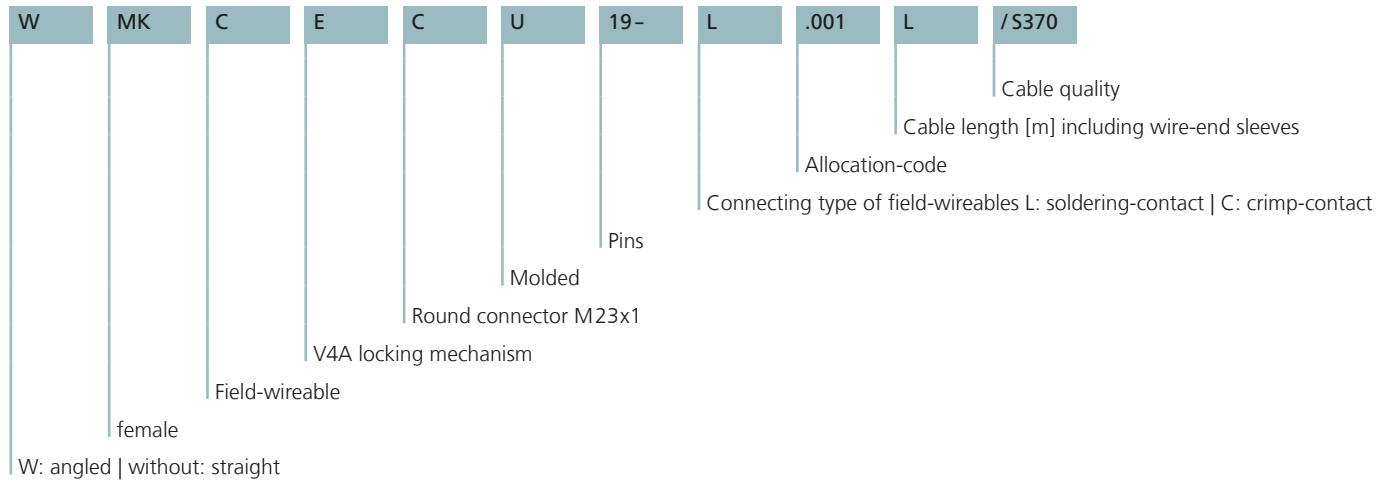 W MK C E C U 19– L .001 L /S370
Cable quality
Cable length [m] including wire-end sleeves
Allocation-code
Connecting type of field-wireables L: soldering-contact | C: crimp-contact
Pins
Molded
Round connector M23x1
V4A locking mechanism
Field-wireable
female
W: angled | without: straight